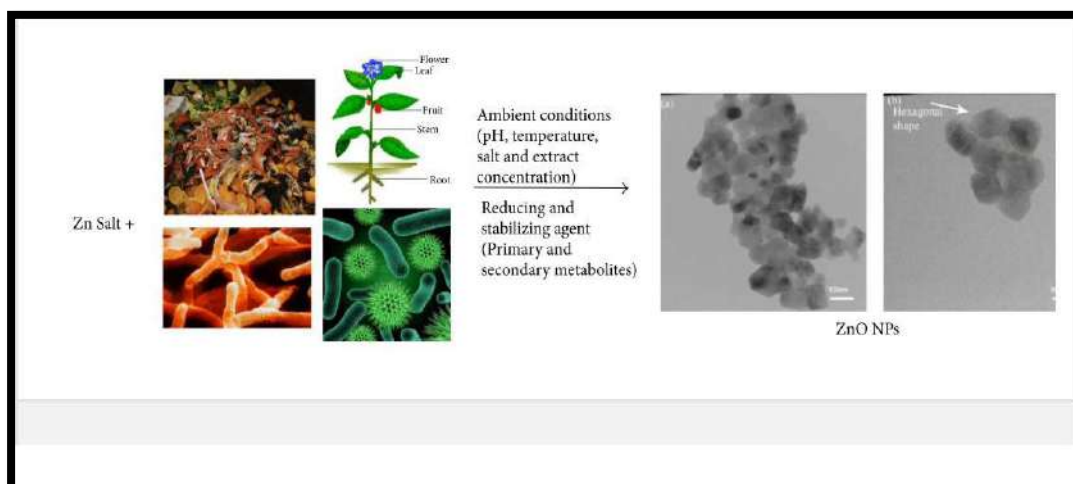 Zn Salt +
Flower
Leaf
Fruit
Stem
Root
Ambient conditions
(pH, temperature,
salt and extract
concentration)
Reducing and
stabilizing agent
(Primary and
secondary metabolites)
(a)
(b)
Hexagonal
shape
ZnO NPs